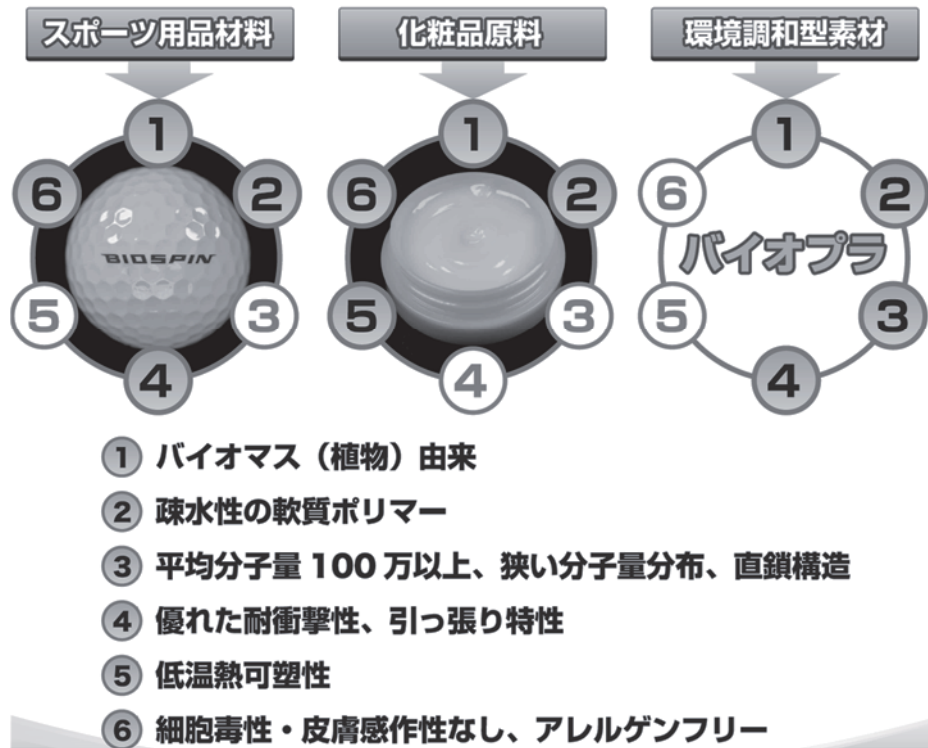 スポーツ用品材料
化粧品原料
環境調和型素材
1
6
2
BIOSPIN
5
3
4
1
6
2
5
3
4
1
6
2
バイオプラ
5
3
4
1 バイオマス（植物）由来
2 疎水性の軟質ポリマー
3 平均分子量 100 万以上、狭い分子量分布、直鎖構造
4 優れた耐衝撃性、引っ張り特性
5 低温熱可塑性
6 細胞毒性・皮膚感作性なし、アレルゲンフリー